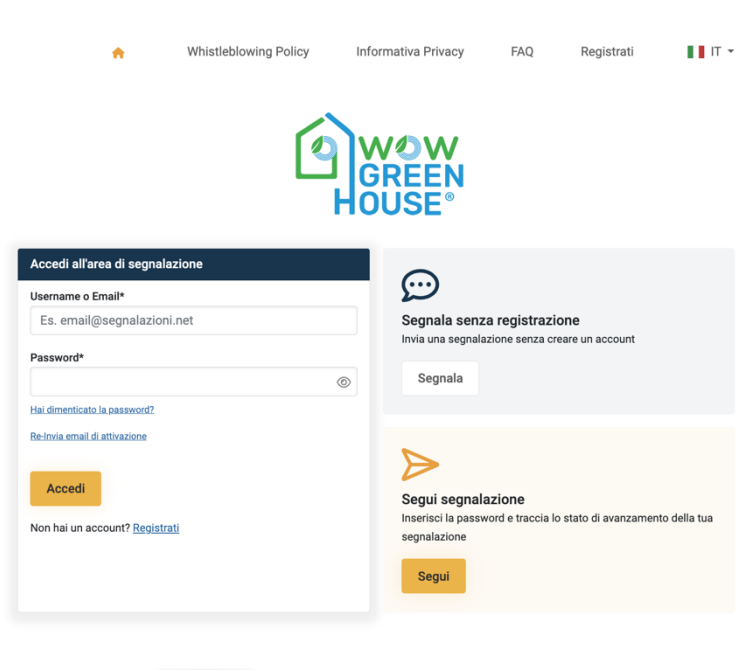 Whistleblowing Policy
Informativa Privacy
FAQ
Registrati
IT
WOW
GREEN
HOUSE®
Accedi all'area di segnalazione
Username o Email*
Es. email@segnalazioni.net
Password*
Hai dimenticato la password?
Re-Invia email di attivazione
Accedi
Non hai un account? Registrati
Segnala senza registrazione
Invia una segnalazione senza creare un account
Segnala
Segui segnalazione
Inserisci la password e traccia lo stato di avanzamento della tua
segnalazione
Segui